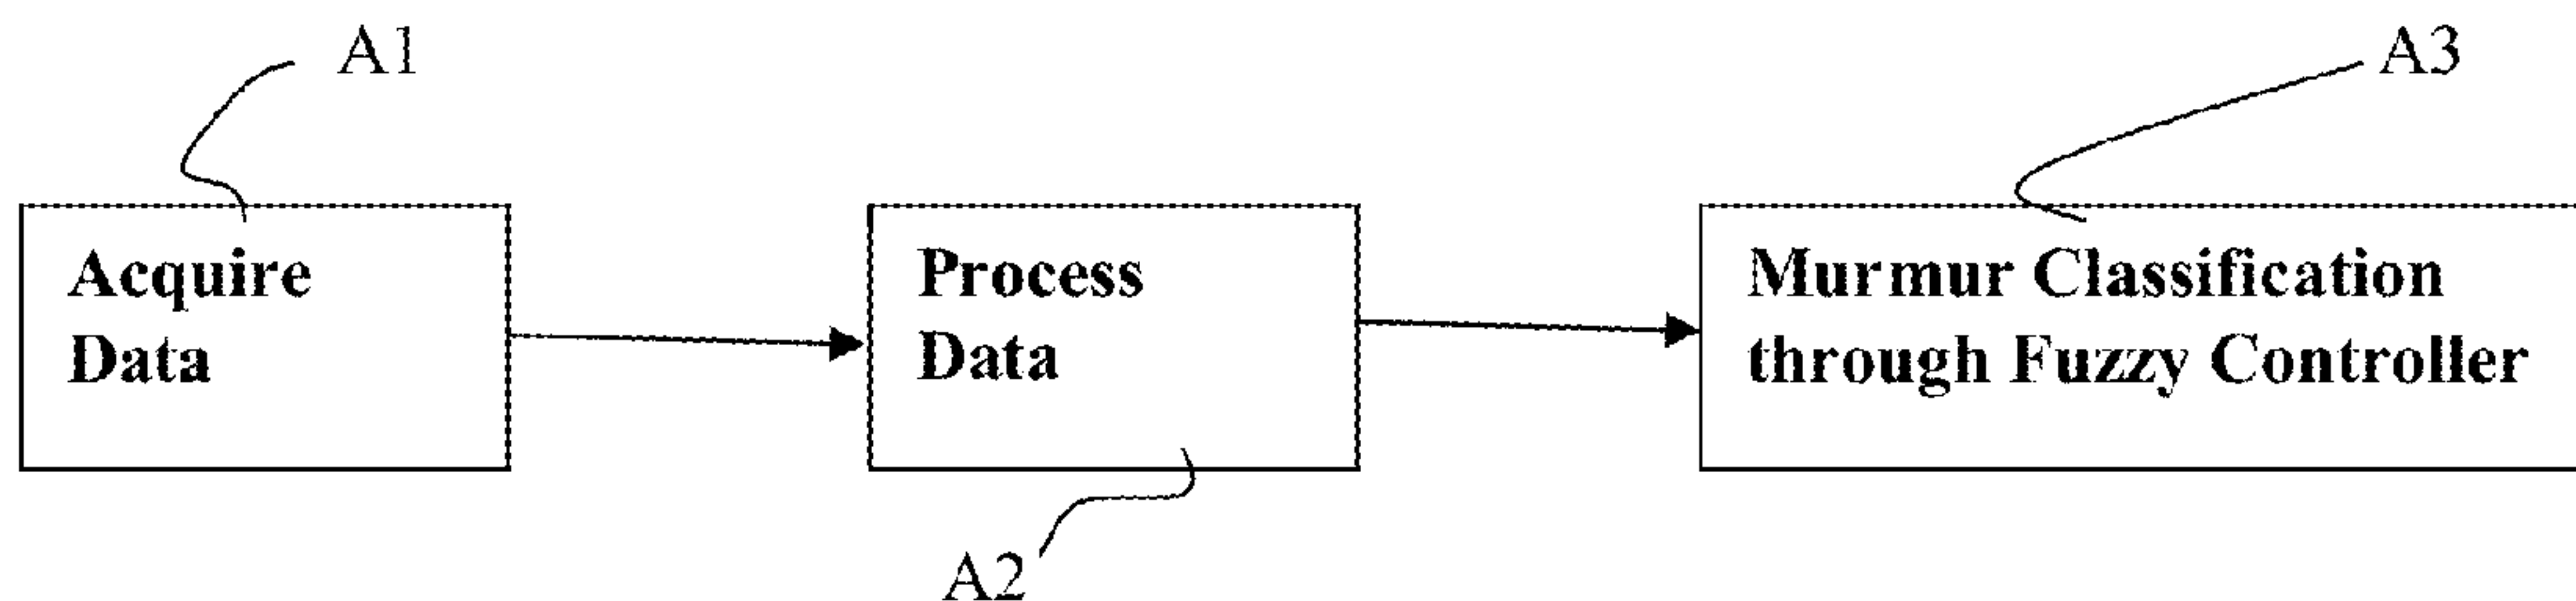 A1
A3
Acquire
Data
Process
Data
Murmur Classification
through Fuzzy Controller
A2